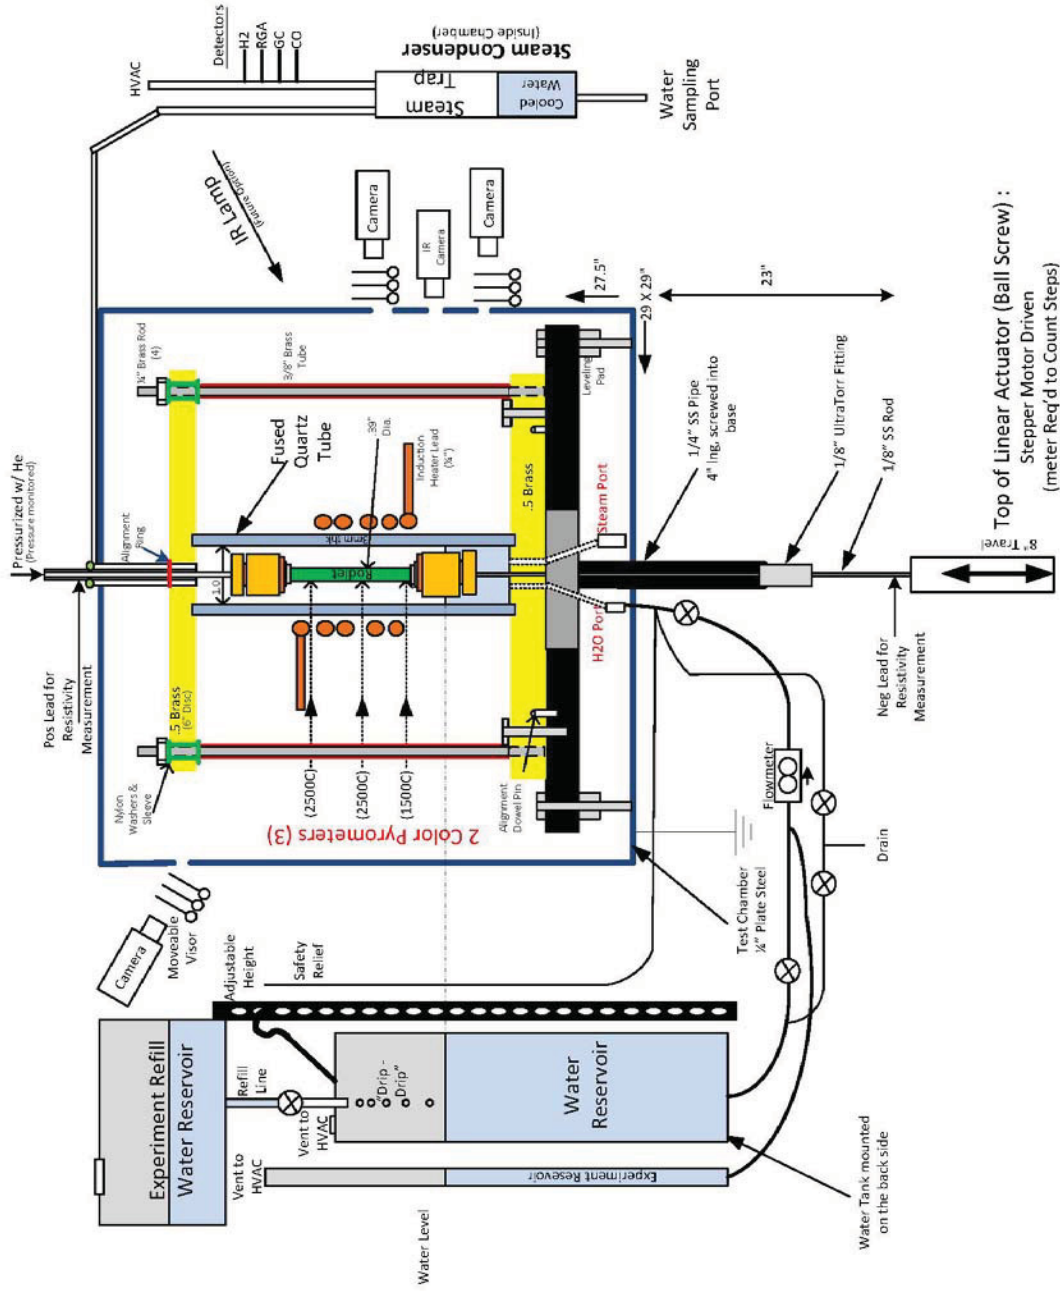 Pressurized w/ He
(Pressure monitored)
HVAC
Detectors
H2
RGA
GC
CO
Steam Condenser
(Inside Chamber)
Steam
Trap
Cooled
Water
Water
Sampling
Port
IR Lamp
(Future Option)
Camera
IR
Camera
Camera
Pos Lead for
Resistivity
Measurement
Alignment
Ring
¼" Brass Rod
(4)
3/8" Brass
Tube
.5 Brass
(6" Disc)
Nylon
Washers &
Sleeve
Fused
Quartz
Tube
1.0
3mm thk
Rodlet
.39"
Dia.
Induction
Heater Lead
(¼")
(2500C)
(2500C)
(1500C)
2 Color Pyrometers (3)
.5 Brass
Alignment
Dowel Pin
Leveling
Pad
27.5"
29 X 29"
23"
H2O Port
Steam Port
1/4" SS Pipe
4" lng, screwed into
base
1/8" UltraTorr Fitting
1/8" SS Rod
Neg Lead for
Resistivity
Measurement
8" Travel
Top of Linear Actuator (Ball Screw) :
Stepper Motor Driven
(meter Req'd to Count Steps)
Camera
Moveable
Visor
Test Chamber
¼" Plate Steel
Flowmeter
Drain
Experiment Refill
Water Reservoir
Refill
Line
Adjustable
Height
Safety
Relief
Vent to
HVAC
Vent to
HVAC
"Drip -
Drip"
Water
Reservoir
Experiment Resevoir
Water Level
Water Tank mounted
on the back side